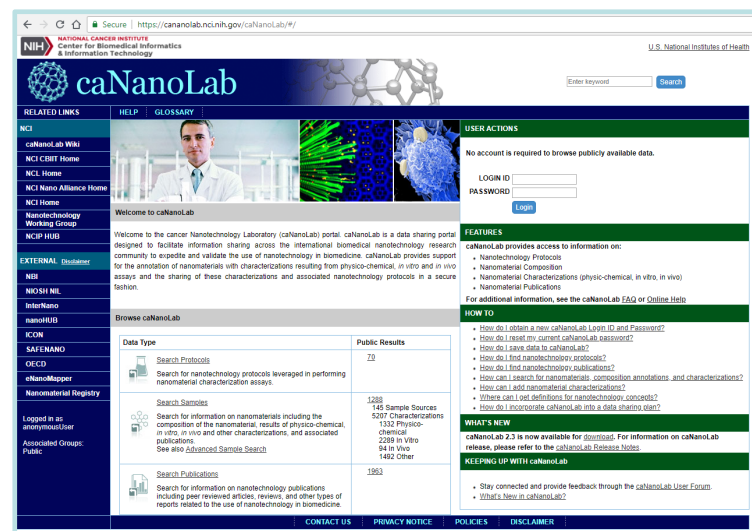 Secure | https://cananolab.nci.nih.gov/caNanoLab/#/
NIH
NATIONAL CANCER INSTITUTE
Center for Biomedical Informatics
& Information Technology
U.S. National Institutes of Health
caNanoLab
Enter keyword
Search
RELATED LINKS
HELP
GLOSSARY
NCI
caNanoLab Wiki
NCI CBIIT Home
NCL Home
NCI Nano Alliance Home
NCI Home
Nanotechnology
Working Group
NCIP HUB
EXTERNAL Disclaimer
NBI
NIOSH NIL
InterNano
nanoHUB
ICON
SAFENANO
OECD
eNanoMapper
Nanomaterial Registry
Logged in as
anonymousUser
Associated Groups:
Public
Welcome to caNanoLab
Welcome to the cancer Nanotechnology Laboratory (caNanoLab) portal. caNanoLab is a data sharing portal
designed to facilitate information sharing across the international biomedical nanotechnology research
community to expedite and validate the use of nanotechnology in biomedicine. caNanoLab provides support
for the annotation of nanomaterials with characterizations resulting from physico-chemical, in vitro and in vivo
assays and the sharing of these characterizations and associated nanotechnology protocols in a secure
fashion.
Browse caNanoLab
Data Type
Public Results
Search Protocols
70
Search for nanotechnology protocols leveraged in performing
nanomaterial characterization assays.
Search Samples
1288
145 Sample Sources
5207 Characterizations
1332 Physico-
chemical
2289 In Vitro
94 In Vivo
1492 Other
Search for information on nanomaterials including the
composition of the nanomaterial, results of physico-chemical,
in vitro, in vivo and other characterizations, and associated
publications.
See also Advanced Sample Search
Search Publications
1963
Search for information on nanotechnology publications
including peer reviewed articles, reviews, and other types of
reports related to the use of nanotechnology in biomedicine.
USER ACTIONS
No account is required to browse publicly available data.
LOGIN ID
PASSWORD
Login
FEATURES
caNanoLab provides access to information on:
Nanotechnology Protocols
Nanomaterial Composition
Nanomaterial Characterizations (physic-chemical, in vitro, in vivo)
Nanomaterial Publications
For additional information, see the caNanoLab FAQ or Online Help
HOW TO
How do I obtain a new caNanoLab Login ID and Password?
How do I reset my current caNanoLab password?
How do I save data to caNanoLab?
How do I find nanotechnology protocols?
How do I find nanotechnology publications?
How can I search for nanomaterials, composition annotations, and characterizations?
How can I add nanomaterial characterizations?
Where can I get definitions for nanotechnology concepts?
How do I incorporate caNanoLab into a data sharing plan?
WHAT'S NEW
caNanoLab 2.3 is now available for download. For information on caNanoLab
release, please refer to the caNanoLab Release Notes.
KEEPING UP WITH caNanoLab
Stay connected and provide feedback through the caNanoLab User Forum.
What's New in caNanoLab?
CONTACT US
PRIVACY NOTICE
POLICIES
DISCLAIMER